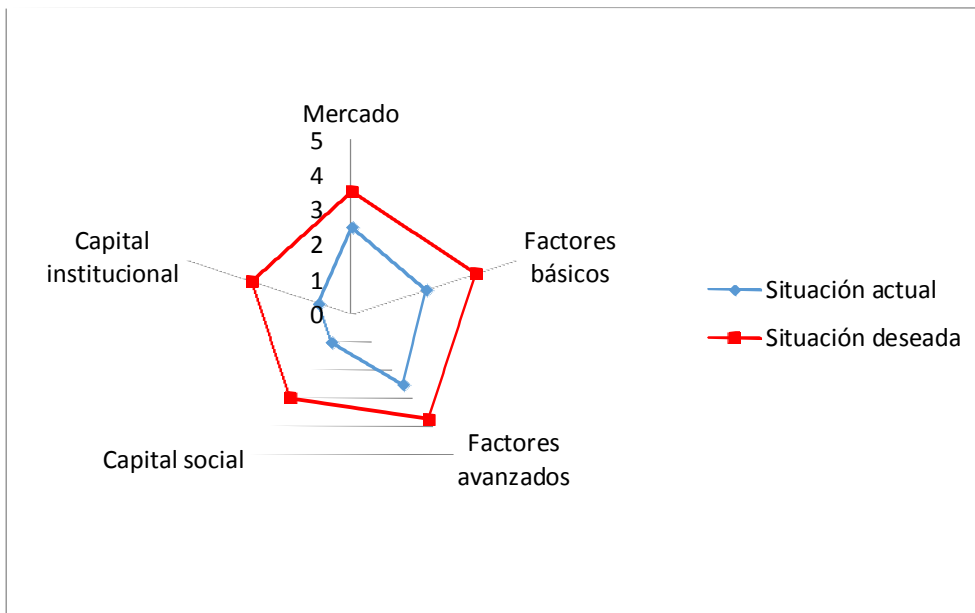 Mercado
5
4
3
2
1
0
Factores
básicos
Factores
avanzados
Capital social
Capital
institucional
Situación actual
Situación deseada